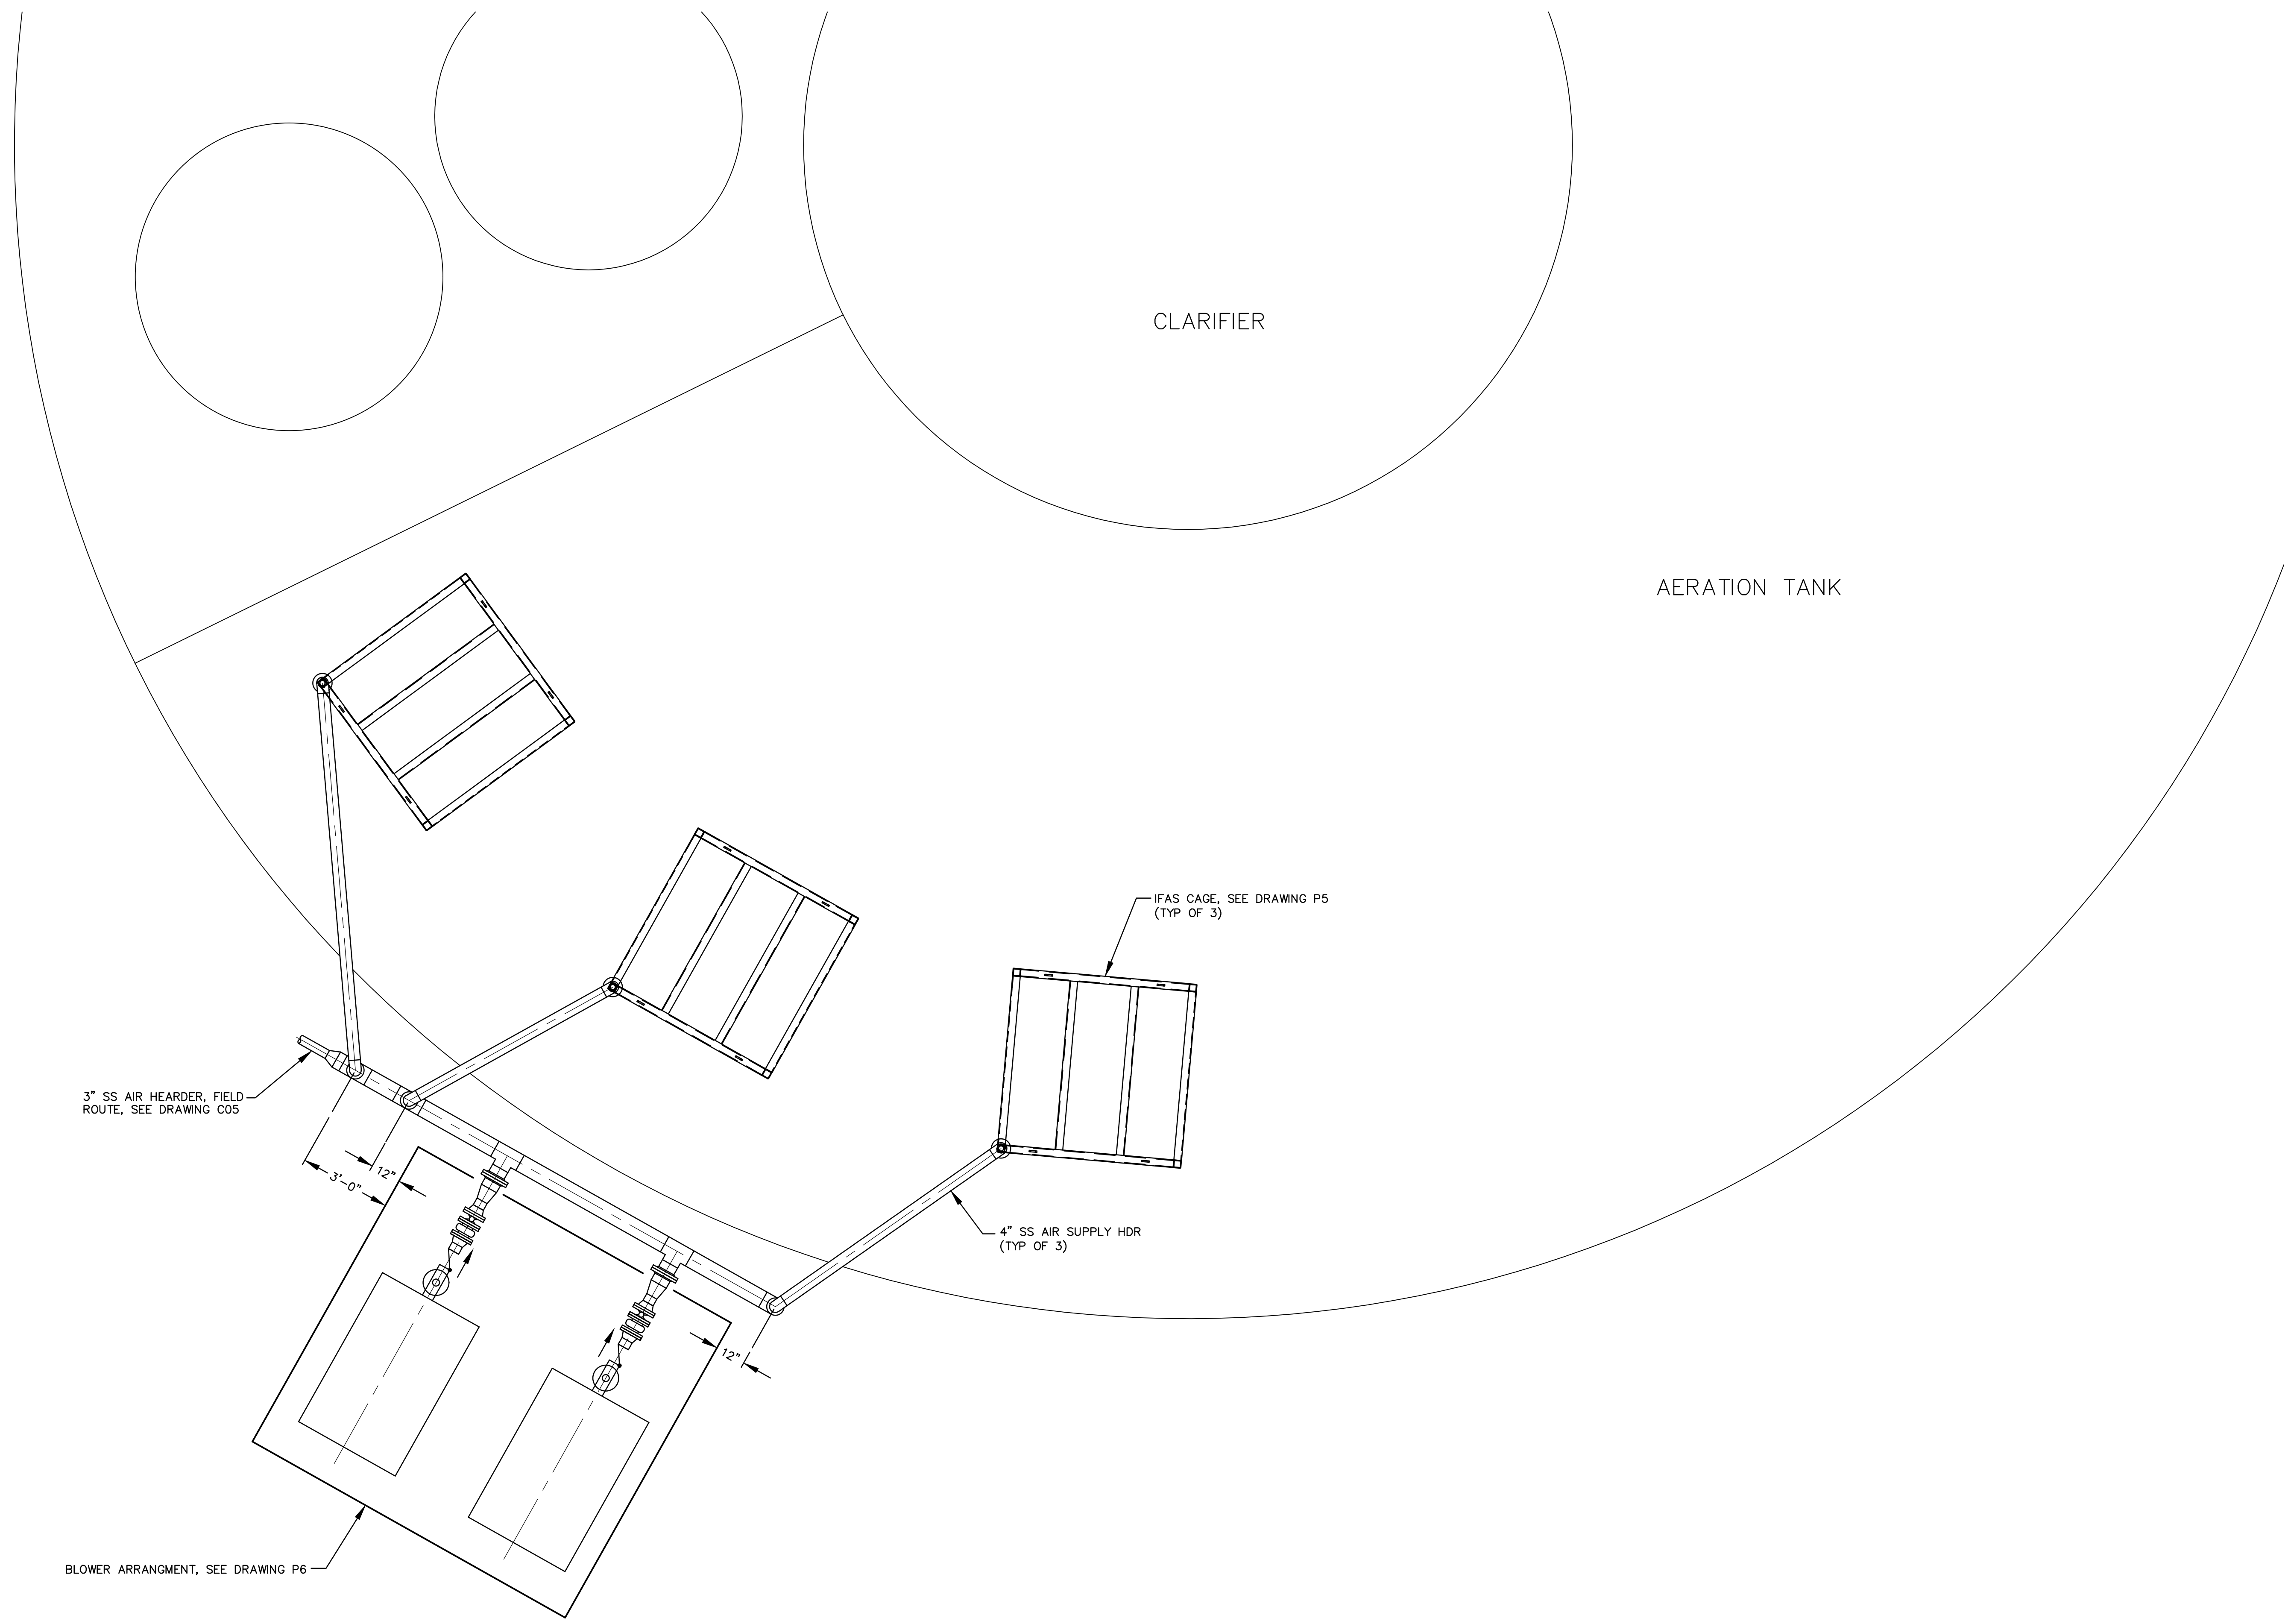 CLARIFIER
AERATION TANK
IFAS CAGE, SEE DRAWING P5
(TYP OF 3)
3" SS AIR HEARDER, FIELD
ROUTE, SEE DRAWING C05
12"
3'-0"
4" SS AIR SUPPLY HDR
(TYP OF 3)
12"
BLOWER ARRANGMENT, SEE DRAWING P6